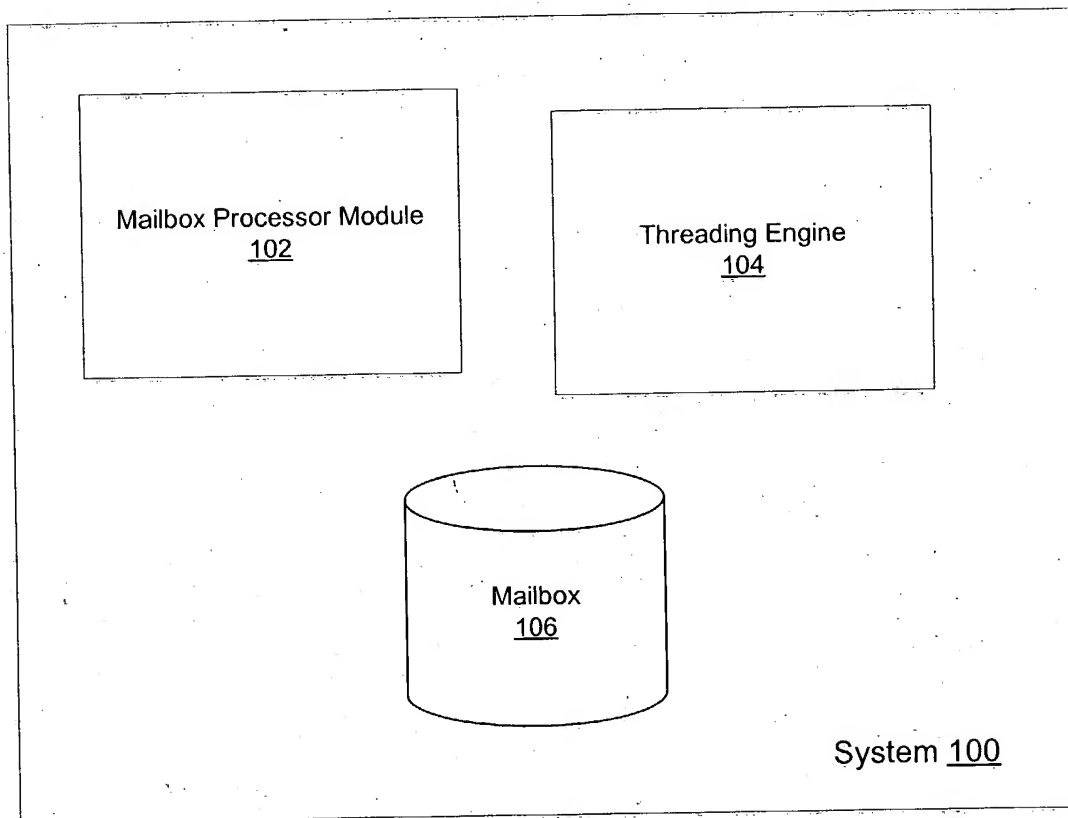 Mailbox Processor Module
102
Threading Engine
104
Mailbox
106
System 100